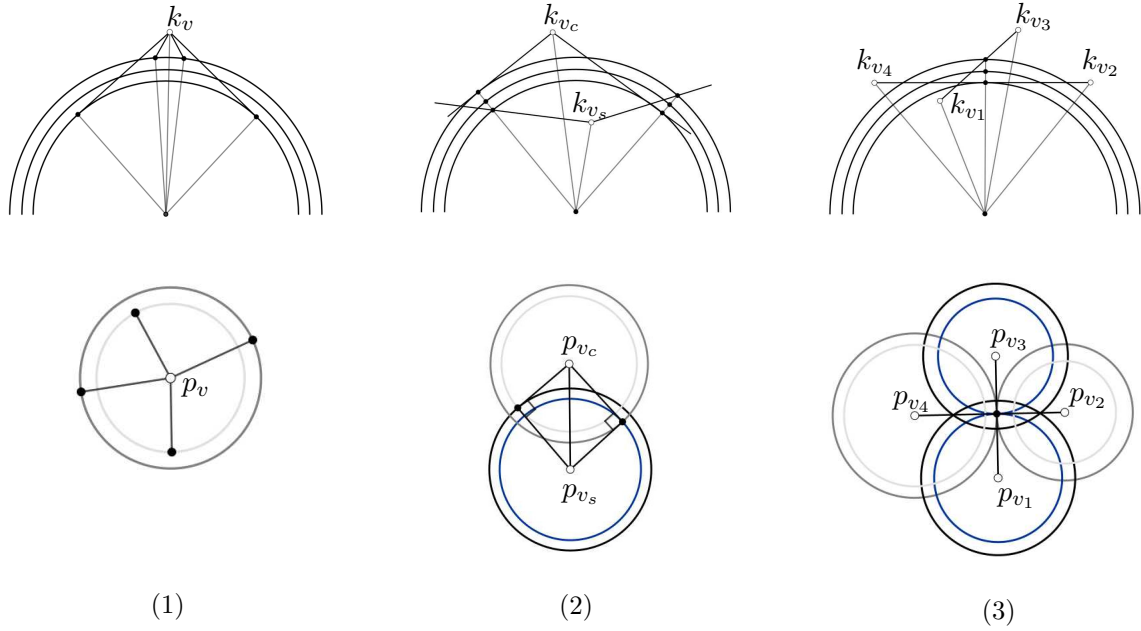 k_v
k_{v_c}
k_{v_s}
k_{v_3}
k_{v_4}
k_{v_2}
k_{v_1}
p_v
p_{v_c}
p_{v_s}
p_{v_3}
p_{v_4}
p_{v_2}
p_{v_1}
(1) (2) (3)